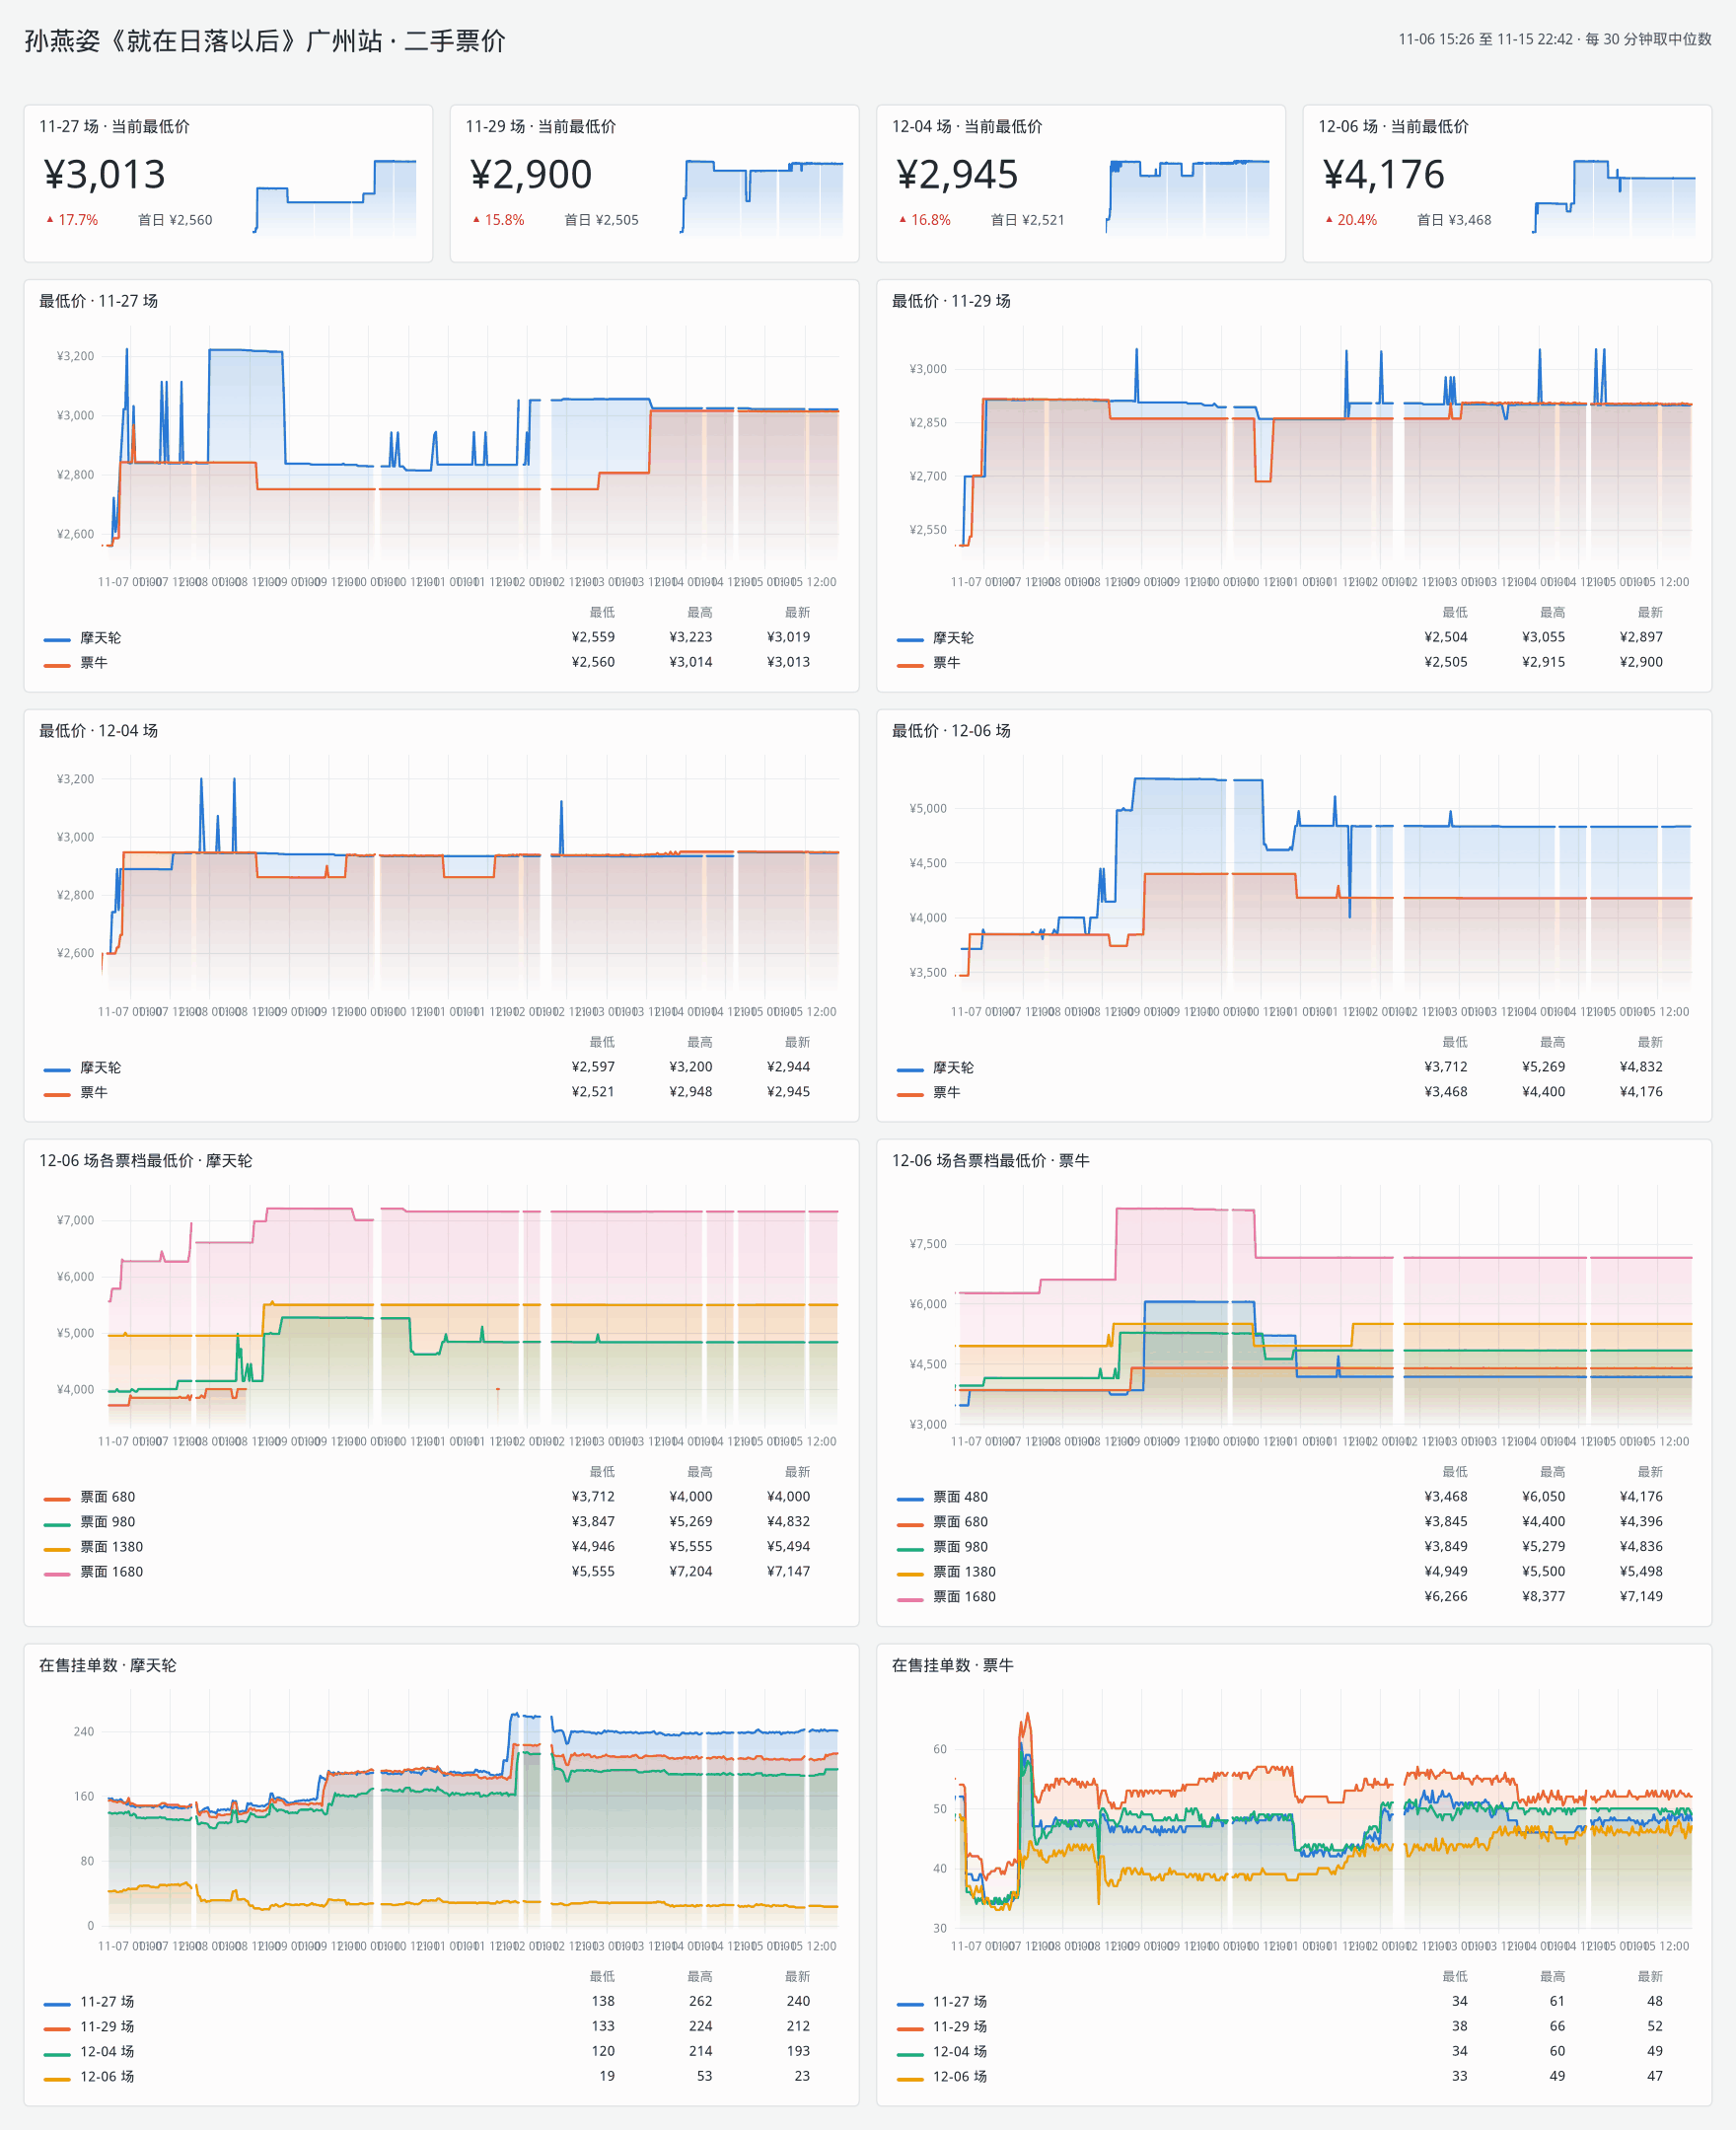 孙燕姿《就在日落以后》广州站 · 二手票价
11-06 15:26 至 11-15 22:42 · 每 30 分钟取中位数
11-27 场 · 当前最低价
¥3,013
▲ 17.7% 首日 ¥2,560
11-29 场 · 当前最低价
¥2,900
▲ 15.8% 首日 ¥2,505
12-04 场 · 当前最低价
¥2,945
▲ 16.8% 首日 ¥2,521
12-06 场 · 当前最低价
¥4,176
▲ 20.4% 首日 ¥3,468
最低价 · 11-27 场
¥3,200
¥3,000
¥2,800
¥2,600
最低 最高 最新
摩天轮 ¥2,559 ¥3,223 ¥3,019
票牛 ¥2,560 ¥3,014 ¥3,013
最低价 · 11-29 场
¥3,000
¥2,850
¥2,700
¥2,550
最低 最高 最新
摩天轮 ¥2,504 ¥3,055 ¥2,897
票牛 ¥2,505 ¥2,915 ¥2,900
最低价 · 12-04 场
¥3,200
¥3,000
¥2,800
¥2,600
最低 最高 最新
摩天轮 ¥2,597 ¥3,200 ¥2,944
票牛 ¥2,521 ¥2,948 ¥2,945
最低价 · 12-06 场
¥5,000
¥4,500
¥4,000
¥3,500
最低 最高 最新
摩天轮 ¥3,712 ¥5,269 ¥4,832
票牛 ¥3,468 ¥4,400 ¥4,176
12-06 场各票档最低价 · 摩天轮
¥7,000
¥6,000
¥5,000
¥4,000
最低 最高 最新
票面 680 ¥3,712 ¥4,000 ¥4,000
票面 980 ¥3,847 ¥5,269 ¥4,832
票面 1380 ¥4,946 ¥5,555 ¥5,494
票面 1680 ¥5,555 ¥7,204 ¥7,147
12-06 场各票档最低价 · 票牛
¥7,500
¥6,000
¥4,500
¥3,000
最低 最高 最新
票面 480 ¥3,468 ¥6,050 ¥4,176
票面 680 ¥3,845 ¥4,400 ¥4,396
票面 980 ¥3,849 ¥5,279 ¥4,836
票面 1380 ¥4,949 ¥5,500 ¥5,498
票面 1680 ¥6,266 ¥8,377 ¥7,149
在售挂单数 · 摩天轮
240
160
80
0
最低 最高 最新
11-27 场 138 262 240
11-29 场 133 224 212
12-04 场 120 214 193
12-06 场 19 53 23
在售挂单数 · 票牛
60
50
40
30
最低 最高 最新
11-27 场 34 61 48
11-29 场 38 66 52
12-04 场 34 60 49
12-06 场 33 49 47